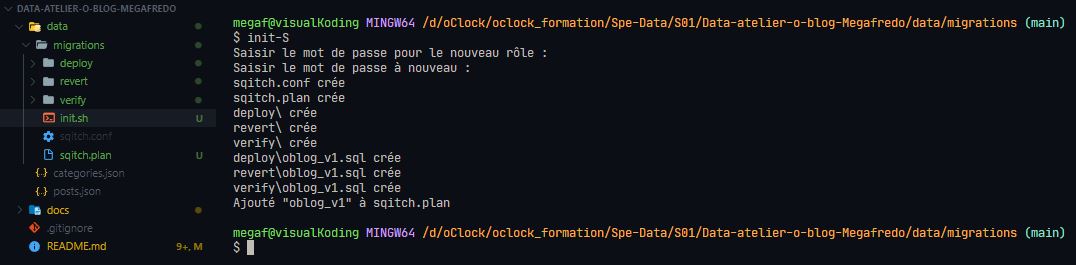 DATA-ATELIER-O-BLOG-MEGAFREDO
data
migrations
deploy
revert
verify
init.sh U
sqitch.conf
sqitch.plan U
categories.json
posts.json
docs
.gitignore
README.md 9+, M
megaf@visualKoding MINGW64 /d/oClock/oclock_formation/Spe-Data/S01/Data-atelier-o-blog-Megafredo/data/migrations (main)
$ init-S
Saisir le mot de passe pour le nouveau rôle :
Saisir le mot de passe à nouveau :
sqitch.conf crée
sqitch.plan crée
deploy\ crée
revert\ crée
verify\ crée
deploy\oblog_v1.sql crée
revert\oblog_v1.sql crée
verify\oblog_v1.sql crée
Ajouté "oblog_v1" à sqitch.plan
megaf@visualKoding MINGW64 /d/oClock/oclock_formation/Spe-Data/S01/Data-atelier-o-blog-Megafredo/data/migrations (main)
$